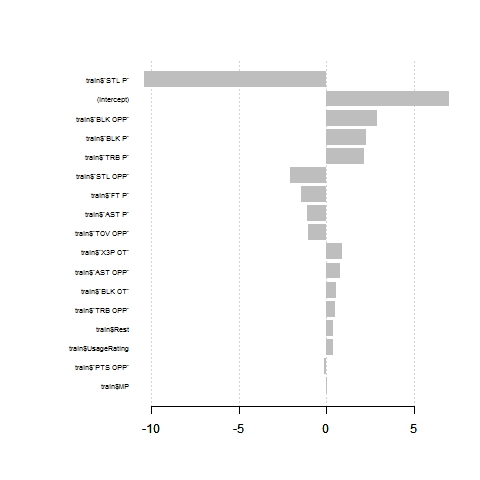 train$`STL P`
(Intercept)
train$`BLK OPP`
train$`BLK P`
train$`TRB P`
train$`STL OPP`
train$`FT P`
train$`AST P`
train$`TOV OPP`
train$`X3P OT`
train$`AST OPP`
train$`BLK OT`
train$`TRB OPP`
train$Rest
train$UsageRating
train$`PTS OPP`
train$MP
-10 -5 0 5